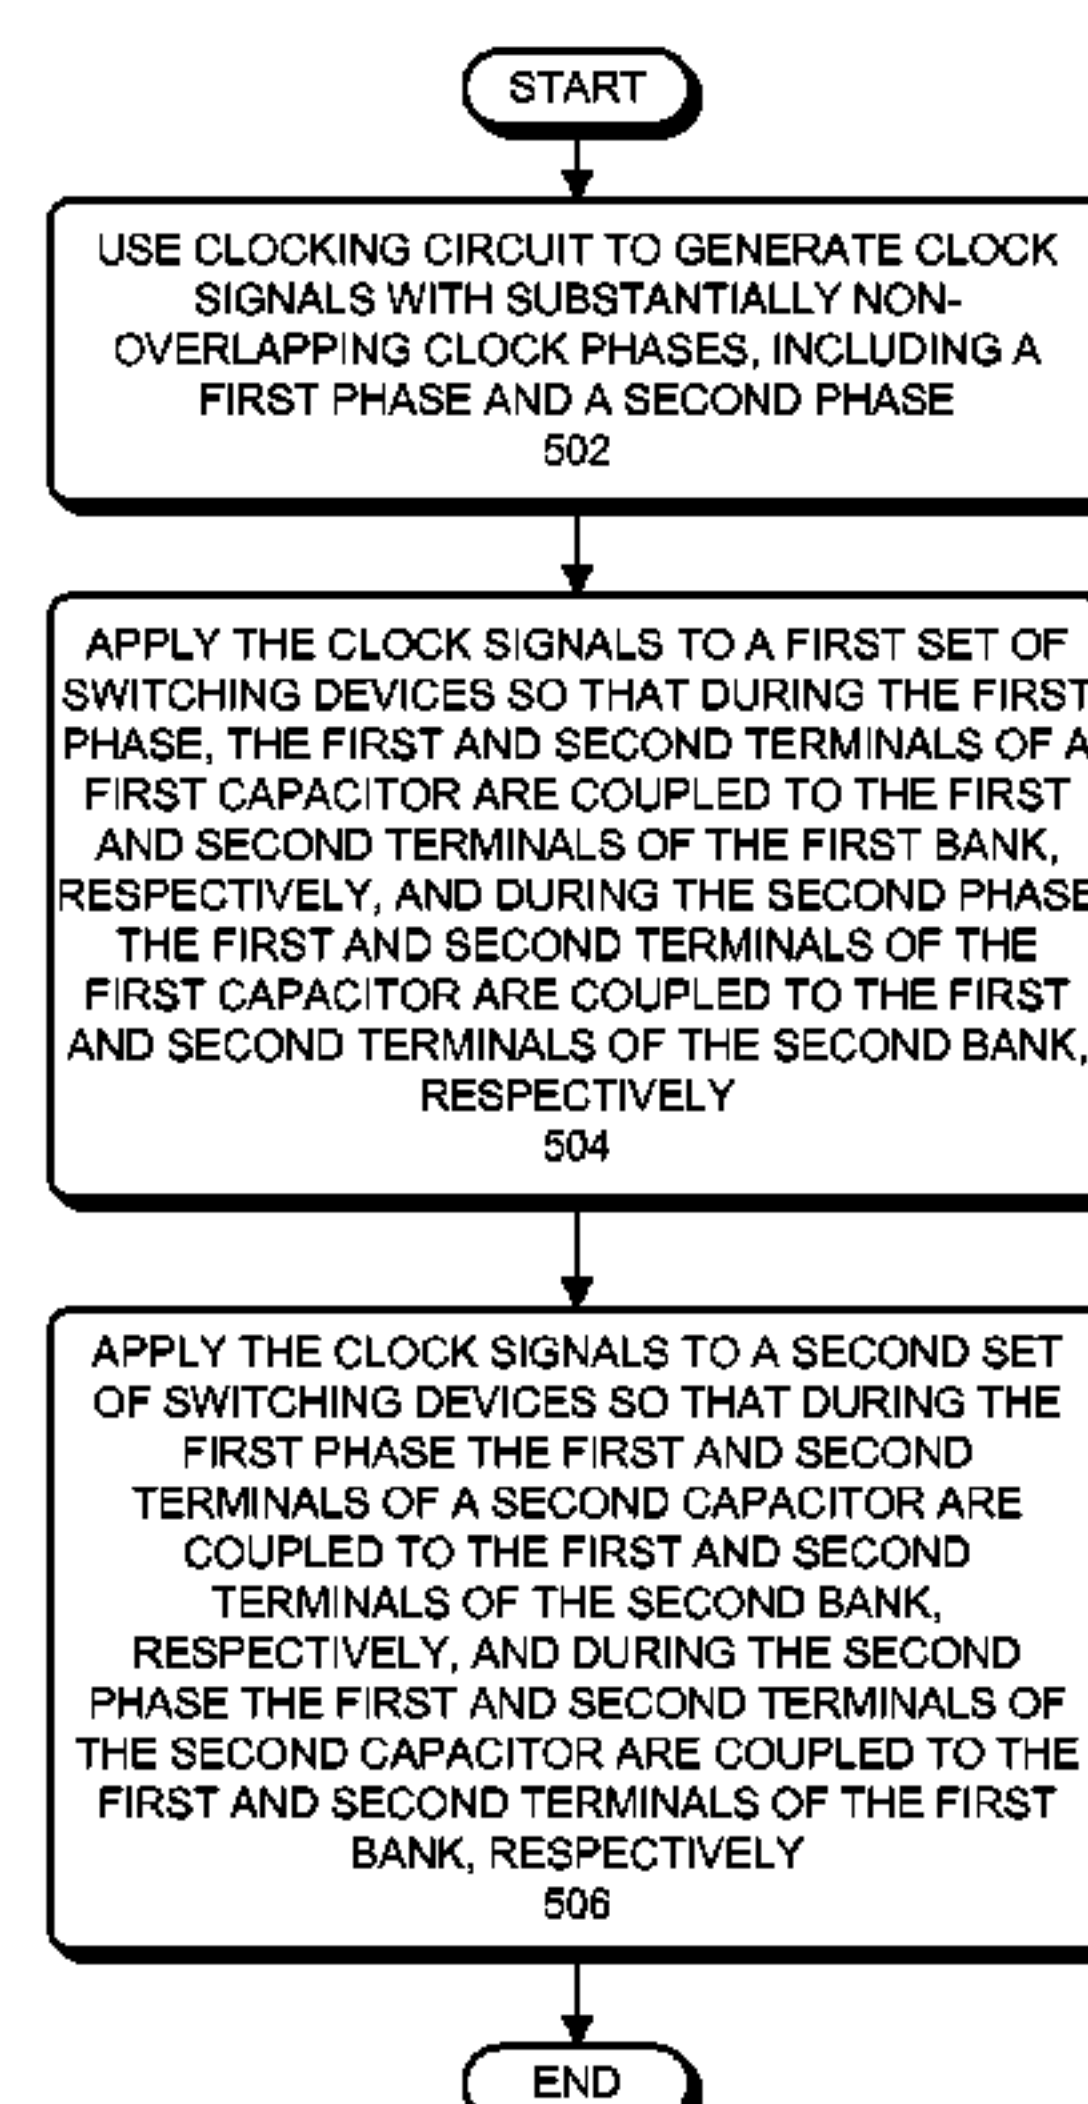 START
USE CLOCKING CIRCUIT TO GENERATE CLOCK
SIGNALS WITH SUBSTANTIALLY NON-
OVERLAPPING CLOCK PHASES, INCLUDING A
FIRST PHASE AND A SECOND PHASE
502
APPLY THE CLOCK SIGNALS TO A FIRST SET OF
SWITCHING DEVICES SO THAT DURING THE FIRST
PHASE, THE FIRST AND SECOND TERMINALS OF A
FIRST CAPACITOR ARE COUPLED TO THE FIRST
AND SECOND TERMINALS OF THE FIRST BANK,
RESPECTIVELY, AND DURING THE SECOND PHASE
THE FIRST AND SECOND TERMINALS OF THE
FIRST CAPACITOR ARE COUPLED TO THE FIRST
AND SECOND TERMINALS OF THE SECOND BANK,
RESPECTIVELY
504
APPLY THE CLOCK SIGNALS TO A SECOND SET
OF SWITCHING DEVICES SO THAT DURING THE
FIRST PHASE THE FIRST AND SECOND
TERMINALS OF A SECOND CAPACITOR ARE
COUPLED TO THE FIRST AND SECOND
TERMINALS OF THE SECOND BANK,
RESPECTIVELY, AND DURING THE SECOND
PHASE THE FIRST AND SECOND TERMINALS OF
THE SECOND CAPACITOR ARE COUPLED TO THE
FIRST AND SECOND TERMINALS OF THE FIRST
BANK, RESPECTIVELY
506
END